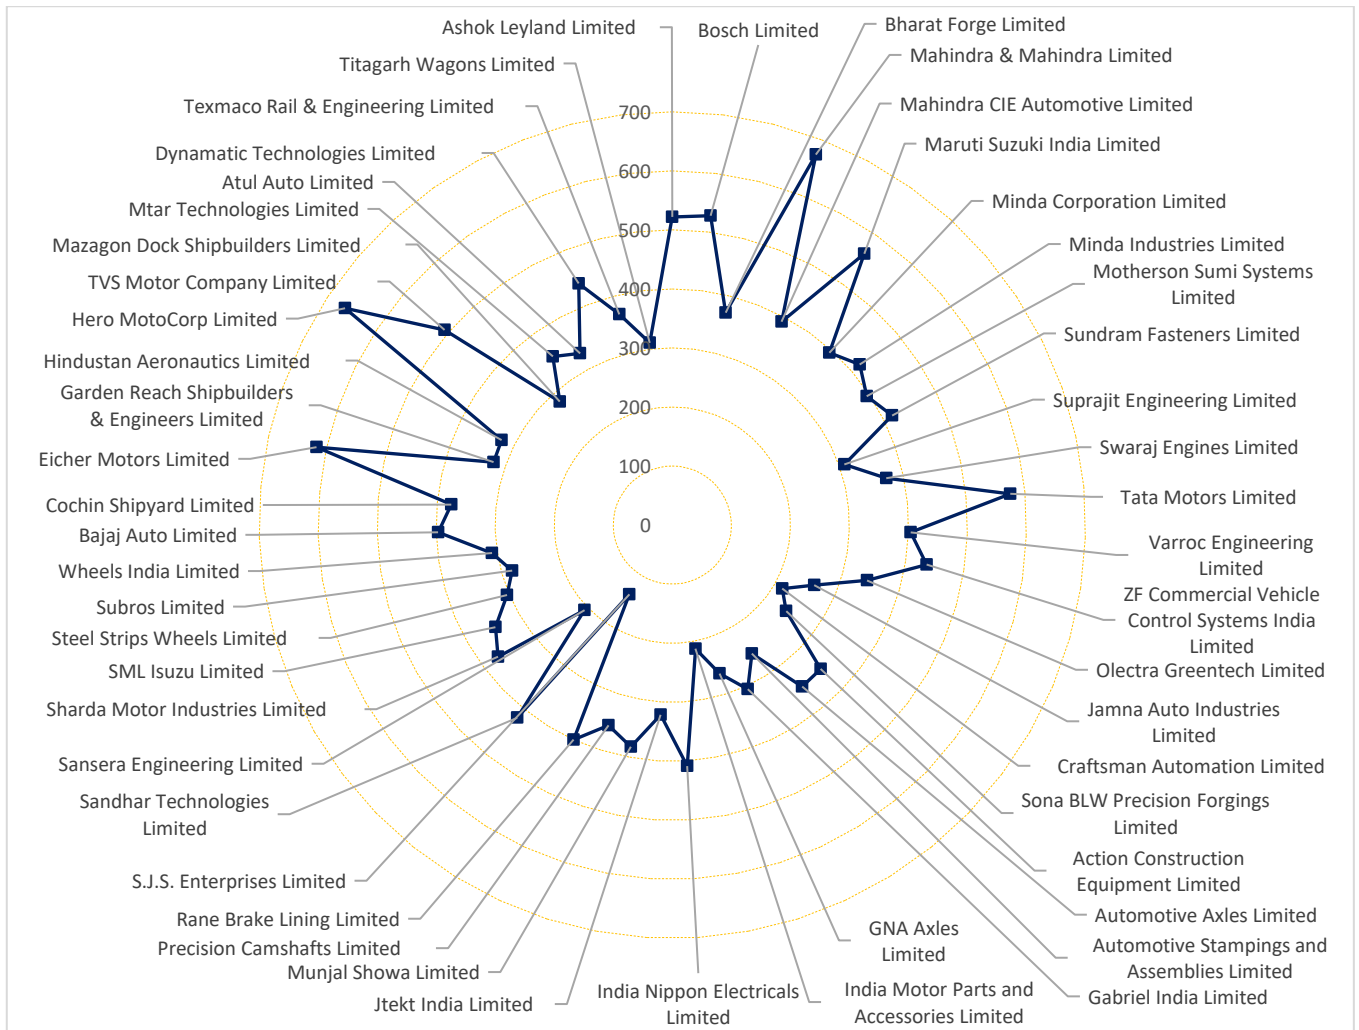 Ashok Leyland Limited
Bosch Limited
Bharat Forge Limited
Mahindra & Mahindra Limited
Mahindra CIE Automotive Limited
Maruti Suzuki India Limited
Minda Corporation Limited
Minda Industries Limited
Motherson Sumi Systems
Limited
Sundram Fasteners Limited
Suprajit Engineering Limited
Swaraj Engines Limited
Tata Motors Limited
Varroc Engineering
Limited
ZF Commercial Vehicle
Control Systems India
Limited
Olectra Greentech Limited
Jamna Auto Industries
Limited
Craftsman Automation Limited
Sona BLW Precision Forgings
Limited
Action Construction
Equipment Limited
Automotive Axles Limited
Automotive Stampings and
Assemblies Limited
Gabriel India Limited
GNA Axles
Limited
India Motor Parts and
Accessories Limited
India Nippon Electricals
Limited
Jtekt India Limited
Munjal Showa Limited
Precision Camshafts Limited
Rane Brake Lining Limited
S.J.S. Enterprises Limited
Sandhar Technologies
Limited
Sansera Engineering Limited
Sharda Motor Industries Limited
SML Isuzu Limited
Steel Strips Wheels Limited
Subros Limited
Wheels India Limited
Bajaj Auto Limited
Cochin Shipyard Limited
Eicher Motors Limited
Garden Reach Shipbuilders
& Engineers Limited
Hindustan Aeronautics Limited
Hero MotoCorp Limited
TVS Motor Company Limited
Mazagon Dock Shipbuilders Limited
Mtar Technologies Limited
Atul Auto Limited
Dynamatic Technologies Limited
Texmaco Rail & Engineering Limited
Titagarh Wagons Limited
700
600
500
400
300
200
100
0